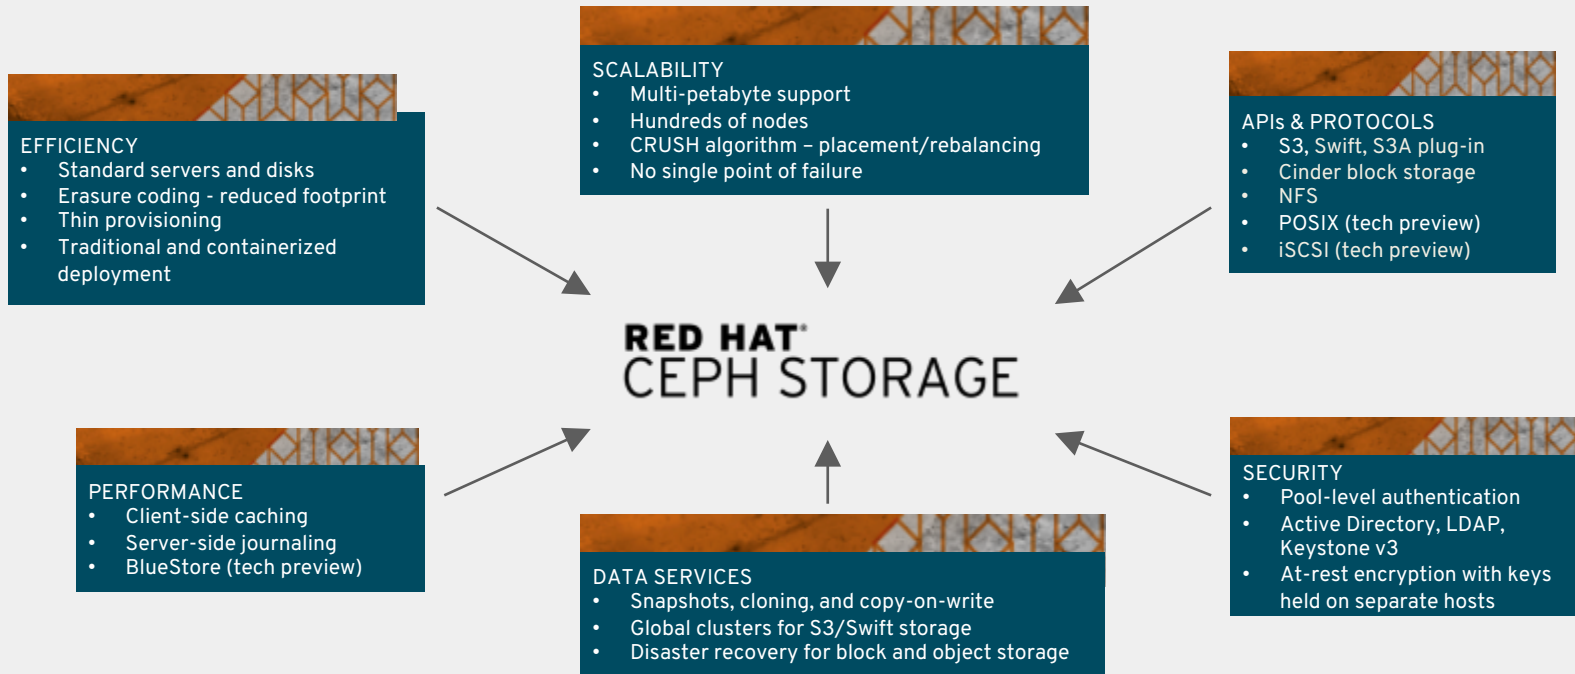 SCALABILITY
• Multi-petabyte support
• Hundreds of nodes
• CRUSH algorithm – placement/rebalancing
• No single point of failure
EFFICIENCY
• Standard servers and disks
• Erasure coding - reduced footprint
• Thin provisioning
• Traditional and containerized
deployment
APIs & PROTOCOLS
• S3, Swift, S3A plug-in
• Cinder block storage
• NFS
• POSIX (tech preview)
• iSCSI (tech preview)
RED HAT®
CEPH STORAGE
PERFORMANCE
• Client-side caching
• Server-side journaling
• BlueStore (tech preview)
DATA SERVICES
• Snapshots, cloning, and copy-on-write
• Global clusters for S3/Swift storage
• Disaster recovery for block and object storage
SECURITY
• Pool-level authentication
• Active Directory, LDAP,
Keystone v3
• At-rest encryption with keys
held on separate hosts